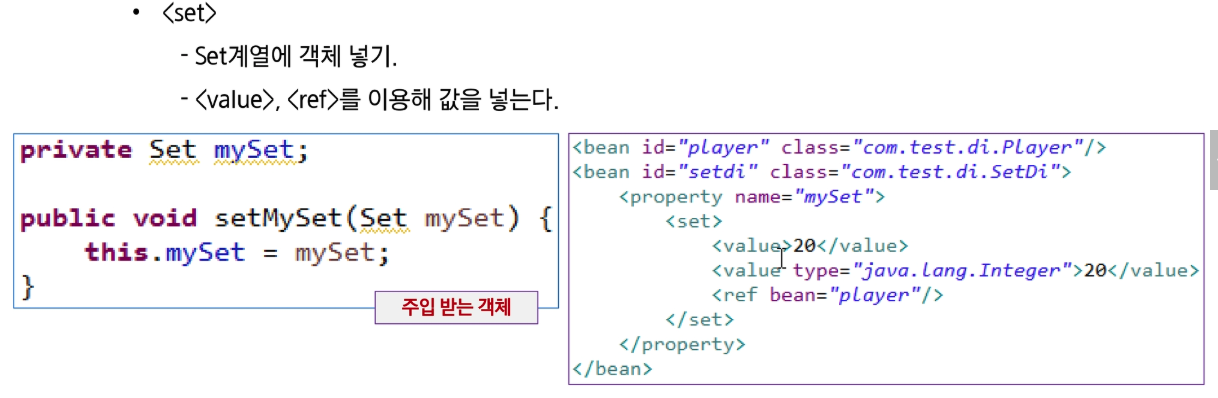 • <set>
- Set계열에 객체 넣기.
- <value>, <ref>를 이용해 값을 넣는다.
private Set mySet;
public void setMySet(Set mySet) {
this.mySet = mySet;
}
주입 받는 객체
<bean id="player" class="com.test.di.Player"/>
<bean id="setdi" class="com.test.di.SetDi">
<property name="mySet">
<set>
<value>20</value>
<value type="java.lang.Integer">20</value>
<ref bean="player"/>
</set>
</property>
</bean>